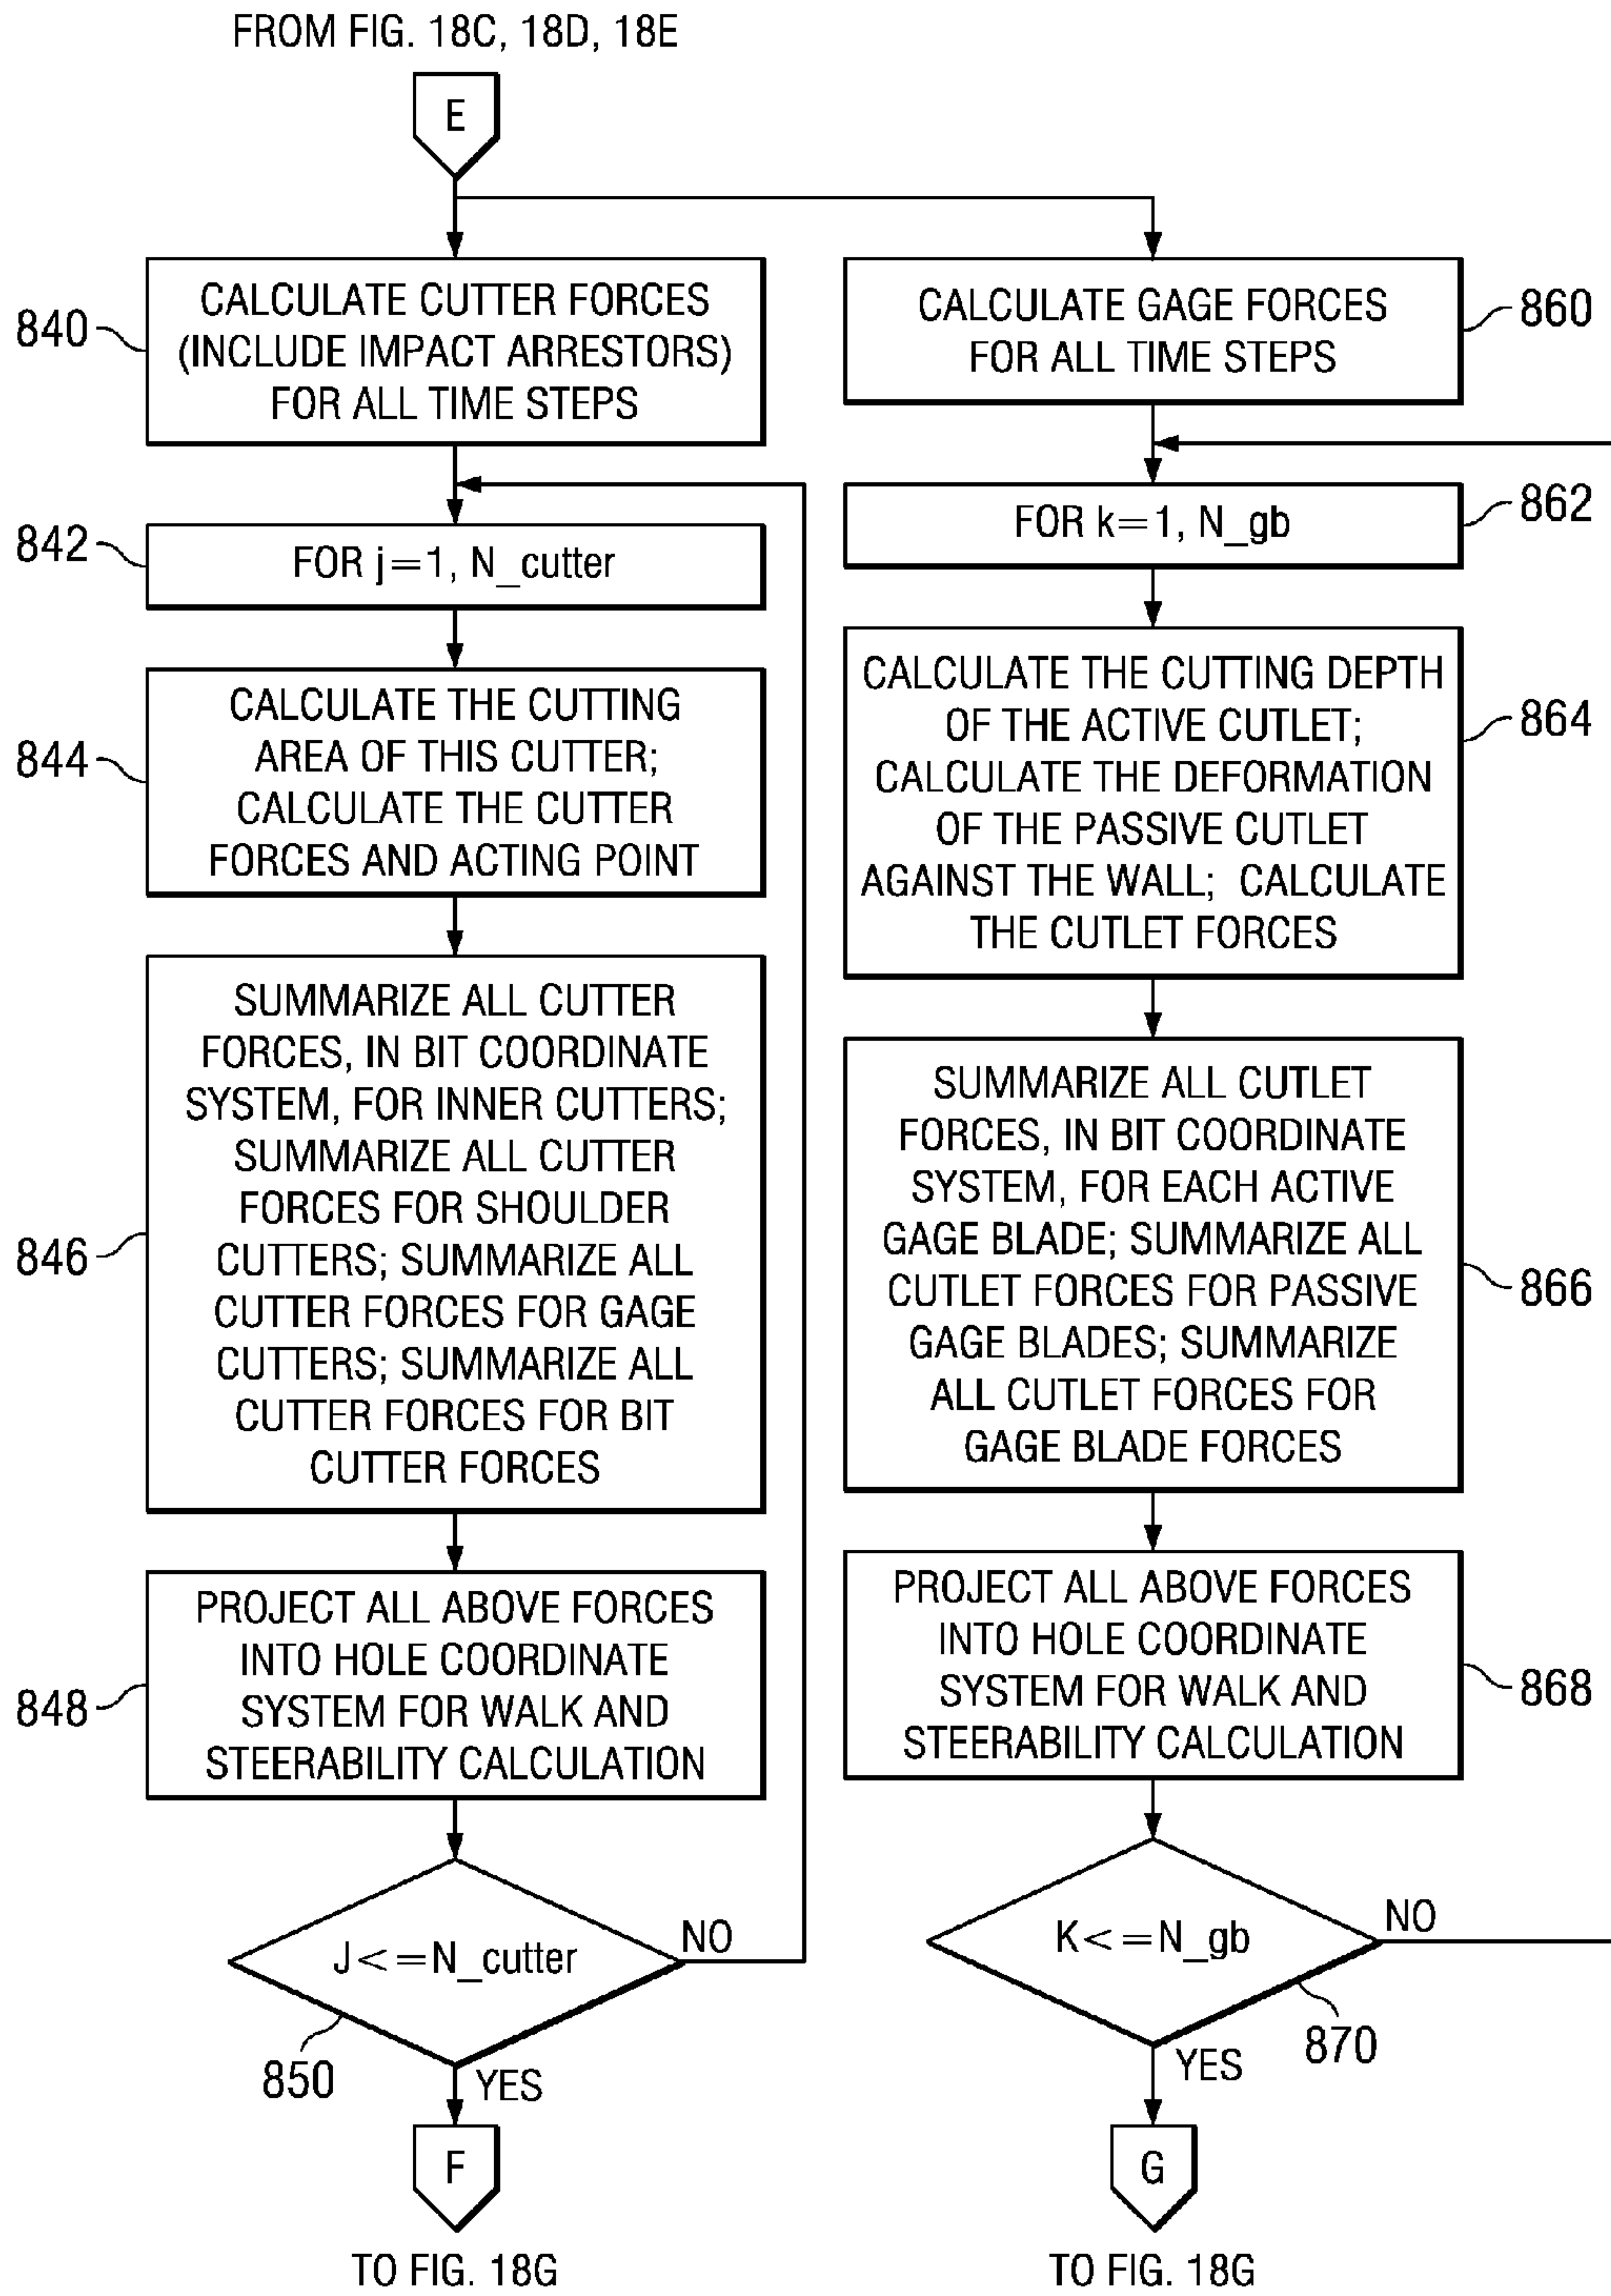 FROM FIG. 18C, 18D, 18E
E
840
CALCULATE CUTTER FORCES
(INCLUDE IMPACT ARRESTORS)
FOR ALL TIME STEPS
842
FOR j=1, N_cutter
844
CALCULATE THE CUTTING
AREA OF THIS CUTTER;
CALCULATE THE CUTTER
FORCES AND ACTING POINT
846
SUMMARIZE ALL CUTTER
FORCES, IN BIT COORDINATE
SYSTEM, FOR INNER CUTTERS;
SUMMARIZE ALL CUTTER
FORCES FOR SHOULDER
CUTTERS; SUMMARIZE ALL
CUTTER FORCES FOR GAGE
CUTTERS; SUMMARIZE ALL
CUTTER FORCES FOR BIT
CUTTER FORCES
848
PROJECT ALL ABOVE FORCES
INTO HOLE COORDINATE
SYSTEM FOR WALK AND
STEERABILITY CALCULATION
J<=N_cutter
NO
850
YES
F
TO FIG. 18G
CALCULATE GAGE FORCES
FOR ALL TIME STEPS
860
FOR k=1, N_gb
862
CALCULATE THE CUTTING DEPTH
OF THE ACTIVE CUTLET;
CALCULATE THE DEFORMATION
OF THE PASSIVE CUTLET
AGAINST THE WALL; CALCULATE
THE CUTLET FORCES
864
SUMMARIZE ALL CUTLET
FORCES, IN BIT COORDINATE
SYSTEM, FOR EACH ACTIVE
GAGE BLADE; SUMMARIZE ALL
CUTLET FORCES FOR PASSIVE
GAGE BLADES; SUMMARIZE
ALL CUTLET FORCES FOR
GAGE BLADE FORCES
866
PROJECT ALL ABOVE FORCES
INTO HOLE COORDINATE
SYSTEM FOR WALK AND
STEERABILITY CALCULATION
868
K<=N_gb
NO
870
YES
G
TO FIG. 18G